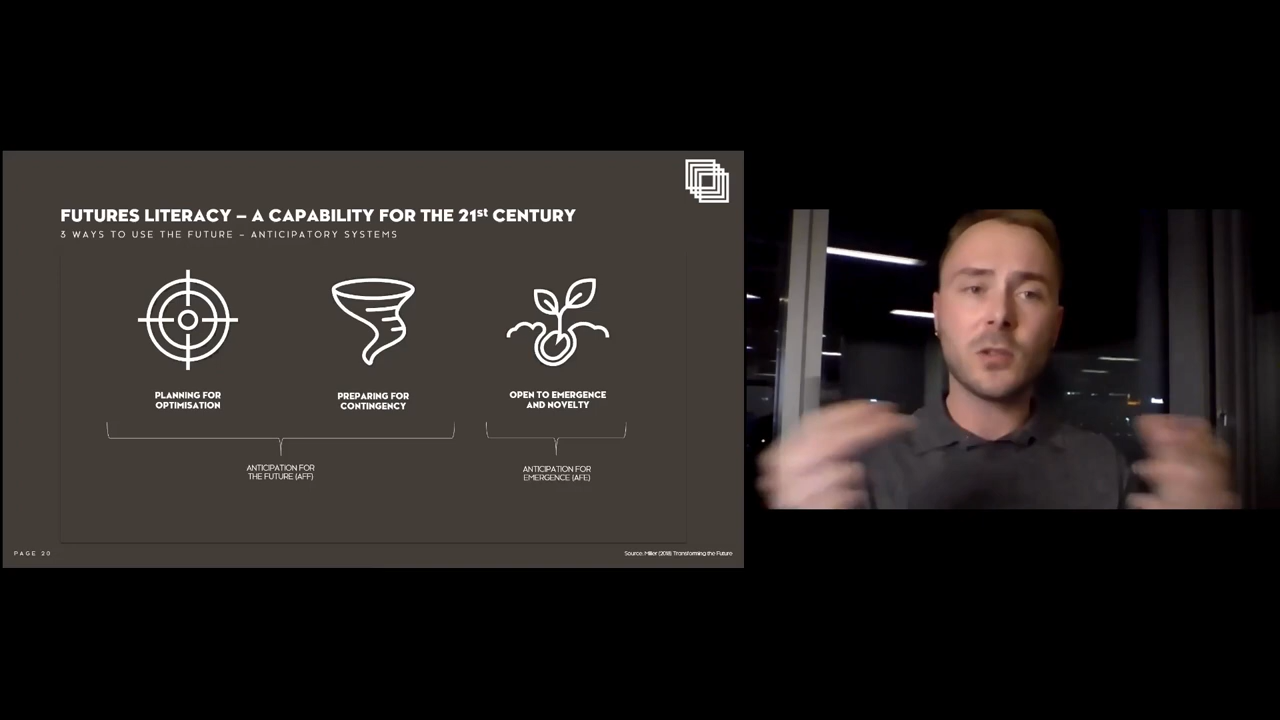 FUTURES LITERACY – A CAPABILITY FOR THE 21st CENTURY
3 WAYS TO USE THE FUTURE – ANTICIPATORY SYSTEMS
PLANNING FOR
OPTIMISATION
PREPARING FOR
CONTINGENCY
OPEN TO EMERGENCE
AND NOVELTY
ANTICIPATION FOR
THE FUTURE (AFF)
ANTICIPATION FOR
EMERGENCE (AFE)
PAGE 20
Source: Miller (2018) Transforming the Future